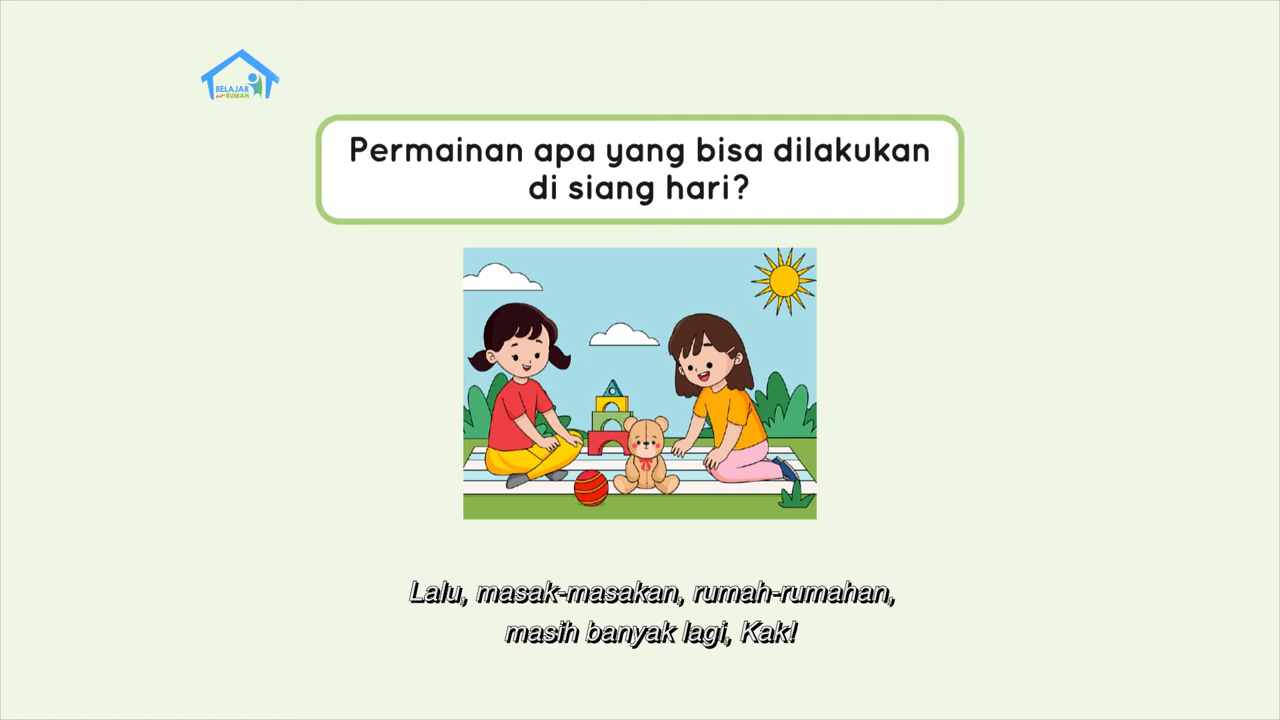 BELAJAR
dari RUMAH
Permainan apa yang bisa dilakukan
di siang hari?
Lalu, masak-masakan, rumah-rumahan,
masih banyak lagi, Kak!